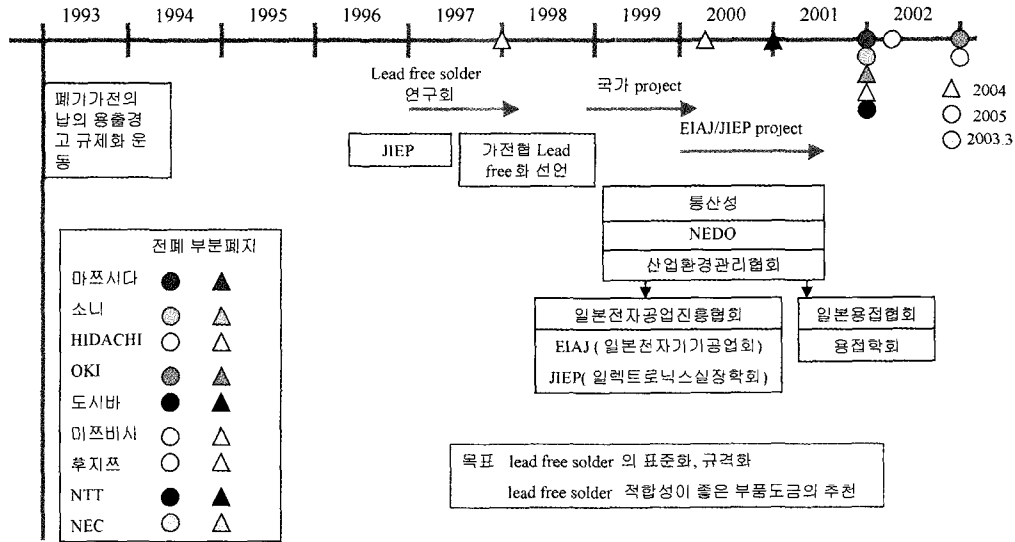 1993 1994 1995 1996 1997 1998 1999 2000 2001 2002
폐가가전의
납의 용출경
고 규제화 운
동
Lead free solder
연구회
국가 project
EIAJ/JIEP project
JIEP
가전협 Lead
free화 선언
2004
2005
2003.3
통산성
NEDO
산업환경관리협회
일본전자공업진흥협회
EIAJ ( 일본전자기기공업회)
JIEP( 일렉트로닉스실장학회)
일본용접협회
용접학회
전폐 부분폐지
마쯔시다
소니
HIDACHI
OKI
도시바
미쯔비시
후지쯔
NTT
NEC
목표 lead free solder 의 표준화, 규격화
lead free solder 적합성이 좋은 부품도금의 추천